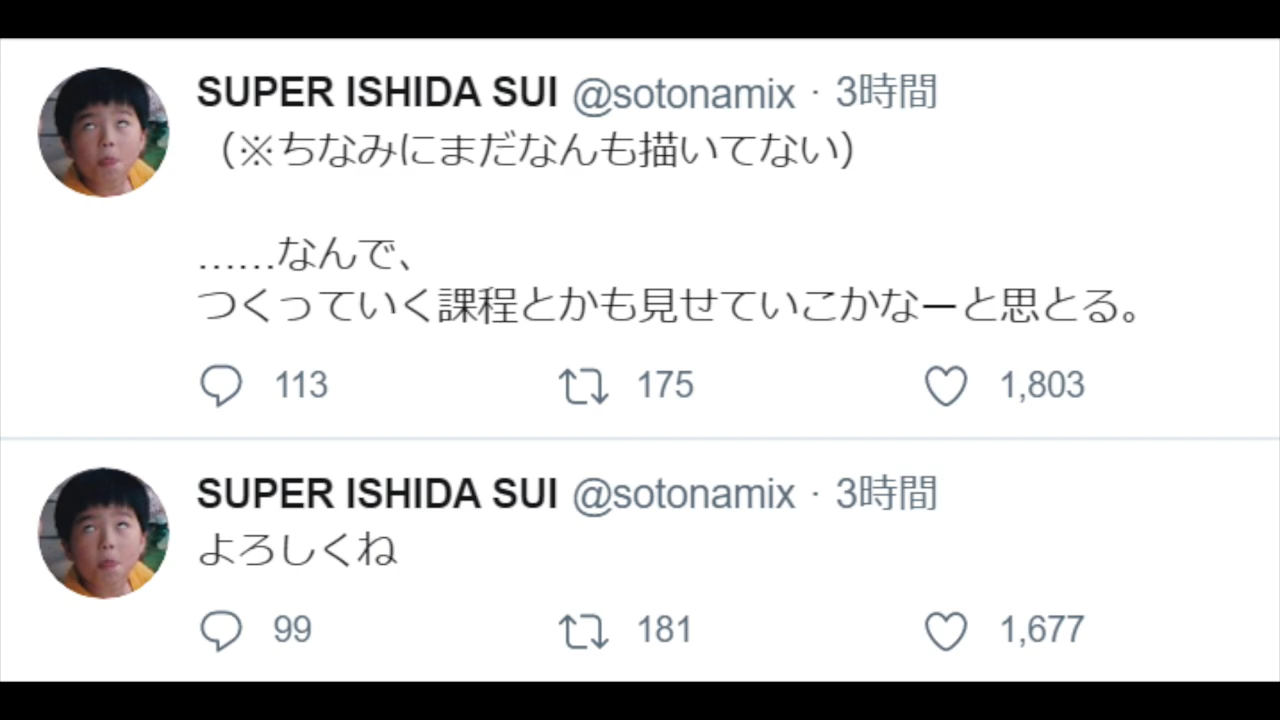 SUPER ISHIDA SUI @sotonamix · 3時間
（※ちなみにまだなんも描いてない）
……なんで、
つくっていく課程とかも見せていこかなーと思とる。
113 175 1,803
SUPER ISHIDA SUI @sotonamix · 3時間
よろしくね
99 181 1,677